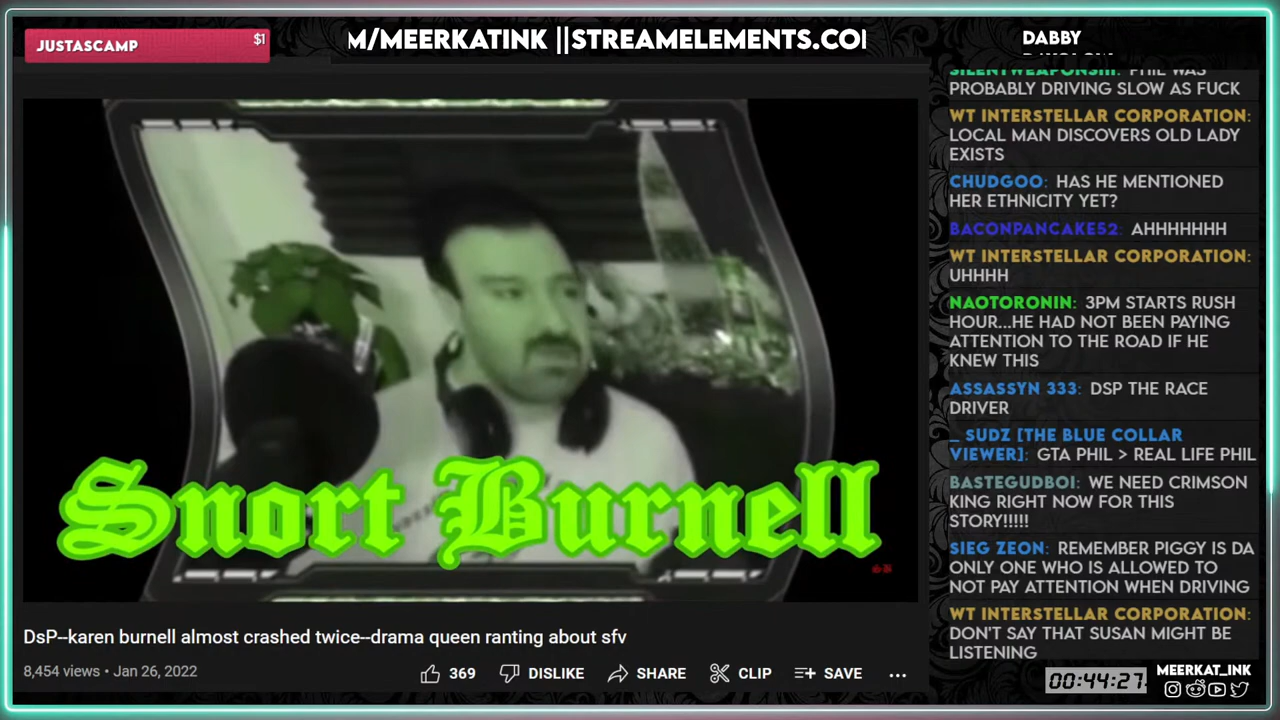 JUSTASCAMP
$1
M/MEERKATINK ||STREAMELEMENTS.CO
DABBY
PHIL WAS
PROBABLY DRIVING SLOW AS FUCK
WT INTERSTELLAR CORPORATION:
LOCAL MAN DISCOVERS OLD LADY
EXISTS
CHUDGOO: HAS HE MENTIONED
HER ETHNICITY YET?
BACONPANCAKE52: AHHHHHHH
WT INTERSTELLAR CORPORATION:
UHHHH
NAOTORONIN: 3PM STARTS RUSH
HOUR...HE HAD NOT BEEN PAYING
ATTENTION TO THE ROAD IF HE
KNEW THIS
ASSASSYN 333: DSP THE RACE
DRIVER
_ SUDZ [THE BLUE COLLAR
VIEWER]: GTA PHIL > REAL LIFE PHIL
BASTEGUDBOI: WE NEED CRIMSON
KING RIGHT NOW FOR THIS
STORY!!!!!
SIEG ZEON: REMEMBER PIGGY IS DA
ONLY ONE WHO IS ALLOWED TO
NOT PAY ATTENTION WHEN DRIVING
WT INTERSTELLAR CORPORATION:
DON'T SAY THAT SUSAN MIGHT BE
LISTENING
Snort Burnell
DsP--karen burnell almost crashed twice--drama queen ranting about sfv
8,454 views • Jan 26, 2022
369
DISLIKE
SHARE
CLIP
SAVE
00:44:27
MEERKAT_INK